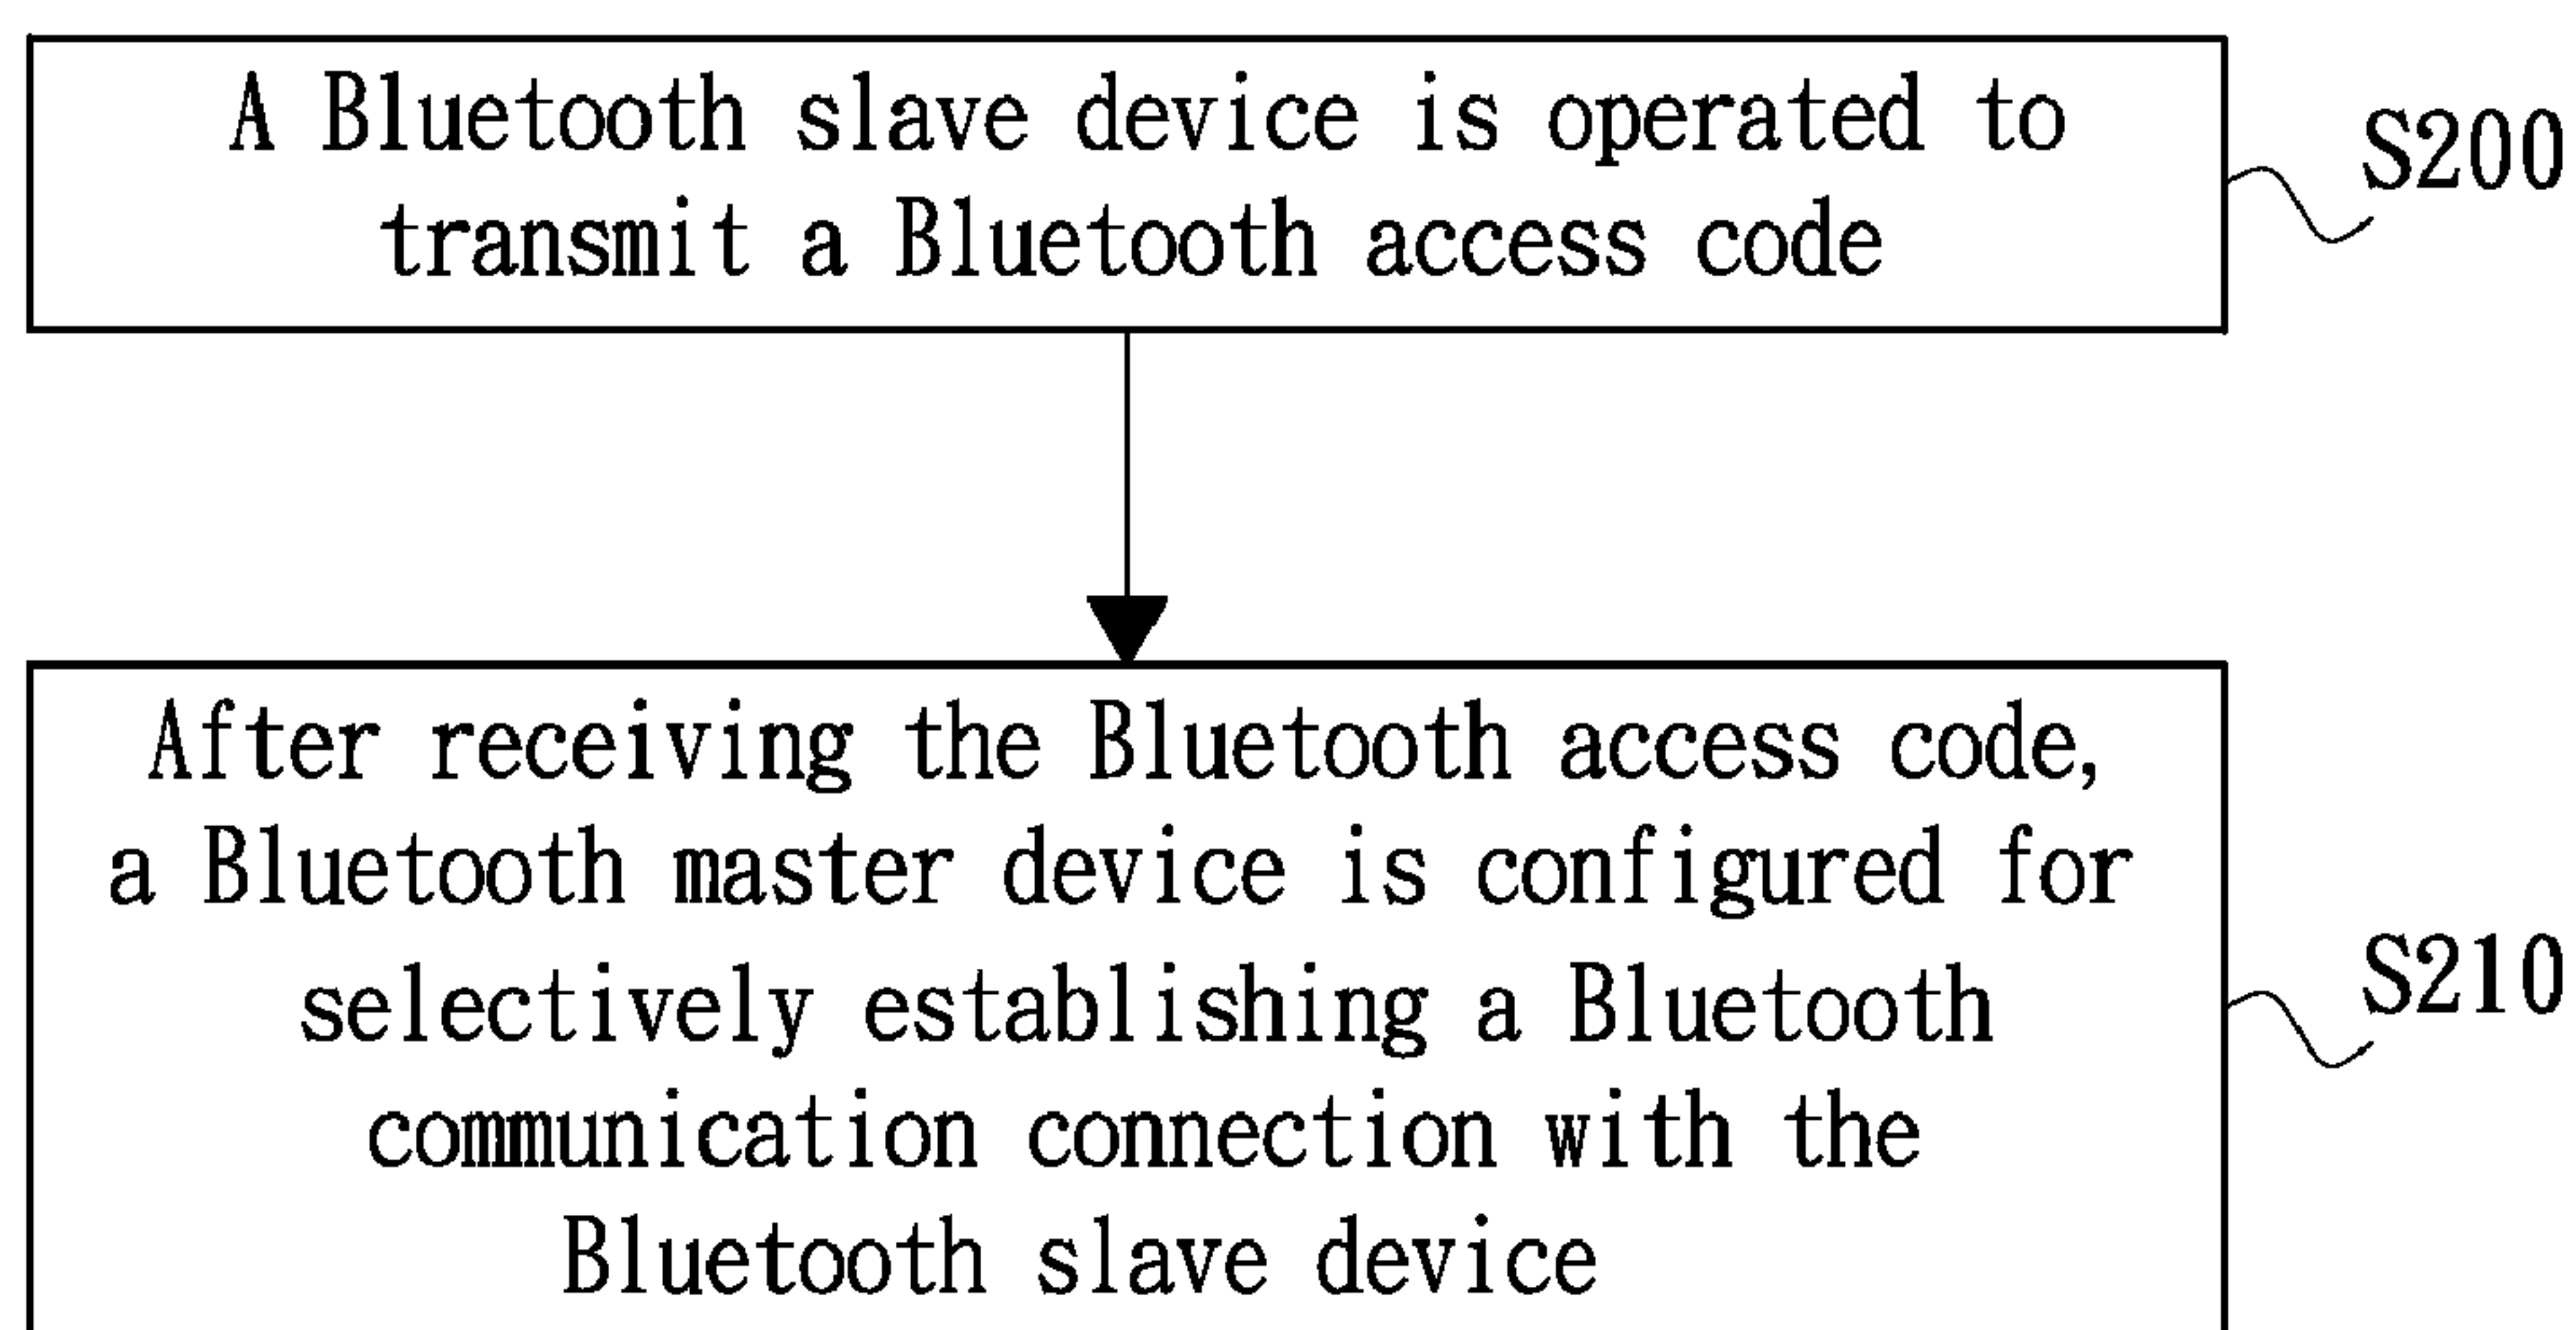 A Bluetooth slave device is operated to
transmit a Bluetooth access code
S200
After receiving the Bluetooth access code,
a Bluetooth master device is configured for
selectively establishing a Bluetooth
communication connection with the
Bluetooth slave device
S210